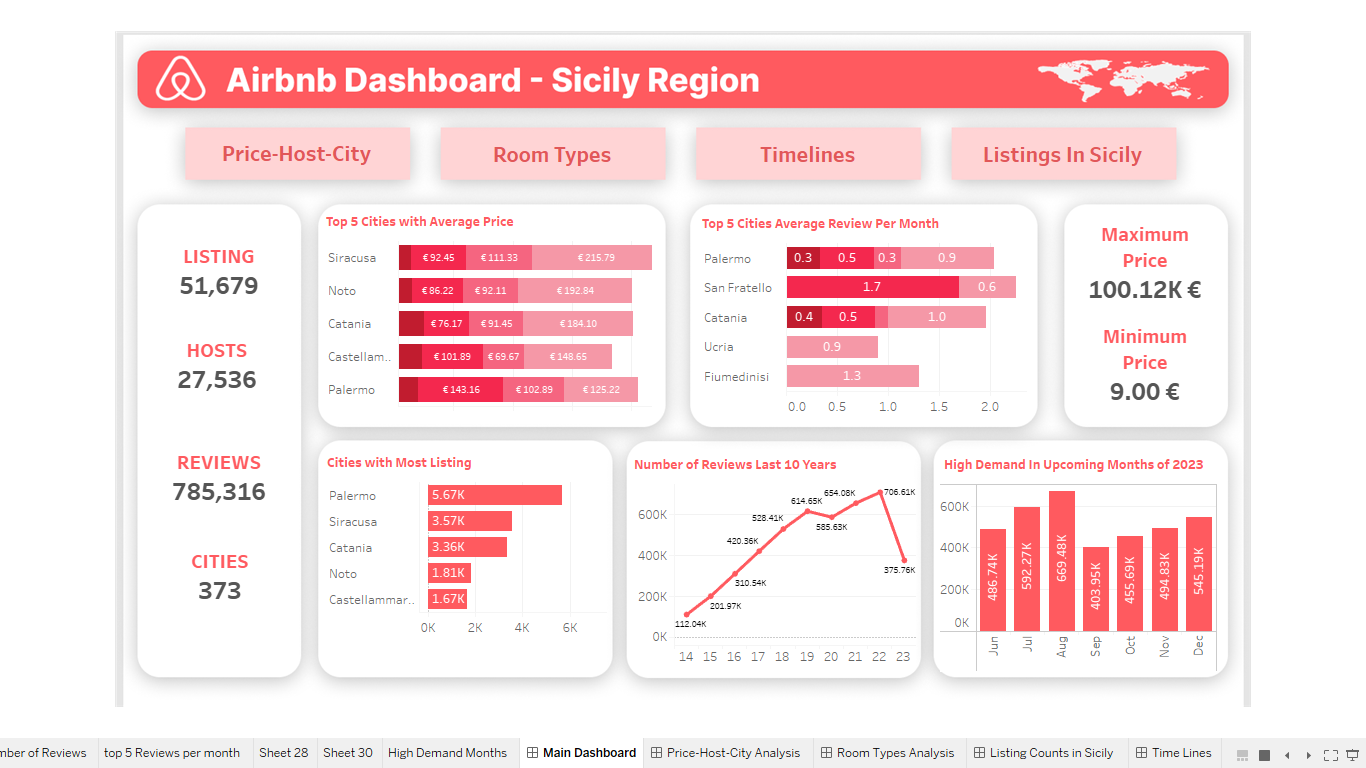 Airbnb Dashboard - Sicily Region
Price-Host-City
Room Types
Timelines
Listings In Sicily
LISTING
51,679
HOSTS
27,536
REVIEWS
785,316
CITIES
373
Top 5 Cities with Average Price
Siracusa € 92.45 € 111.33 € 215.79
Noto € 86.22 € 92.11 € 192.84
Catania € 76.17 € 91.45 € 184.10
Castellam.. € 101.89 € 69.67 € 148.65
Palermo € 143.16 € 102.89 € 125.22
Top 5 Cities Average Review Per Month
Palermo 0.3 0.5 0.3 0.9
San Fratello 1.7 0.6
Catania 0.4 0.5 1.0
Ucria 0.9
Fiumedinisi 1.3
0.0 0.5 1.0 1.5 2.0
Maximum
Price
100.12K €
Minimum
Price
9.00 €
Cities with Most Listing
Palermo 5.67K
Siracusa 3.57K
Catania 3.36K
Noto 1.81K
Castellammar.. 1.67K
0K 2K 4K 6K
Number of Reviews Last 10 Years
600K
400K
200K
0K
112.04K
201.97K
310.54K
420.36K
528.41K
614.65K
585.63K
654.08K
706.61K
375.76K
14 15 16 17 18 19 20 21 22 23
High Demand In Upcoming Months of 2023
600K
400K
200K
0K
486.74K
592.27K
669.48K
403.95K
455.69K
494.83K
545.19K
Jun Jul Aug Sep Oct Nov Dec
mber of Reviews top 5 Reviews per month Sheet 28 Sheet 30 High Demand Months Main Dashboard Price-Host-City Analysis Room Types Analysis Listing Counts in Sicily Time Lines